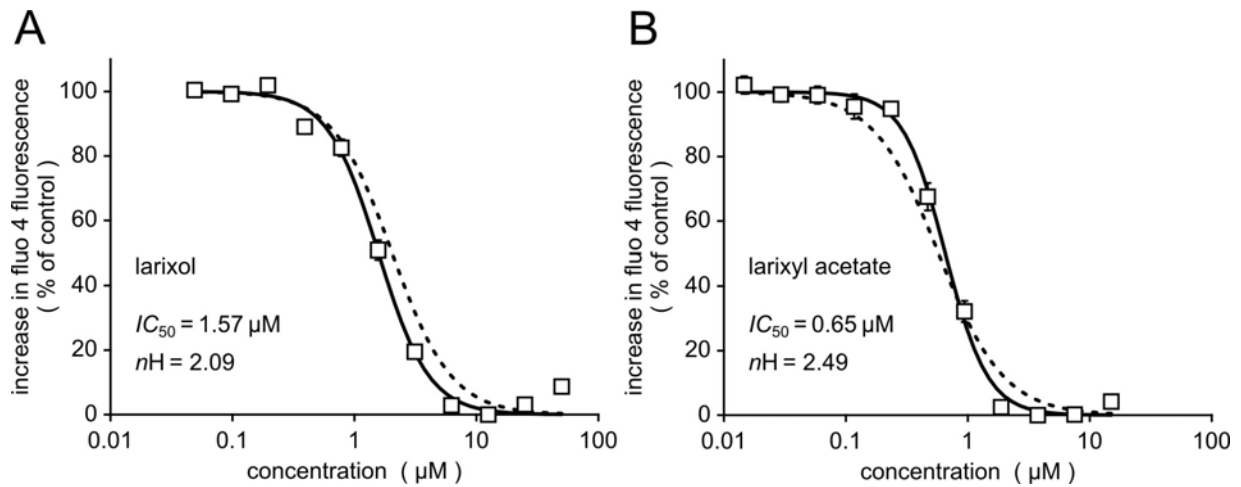 A
increase in fluo 4 fluorescence
( % of control )
100
80
60
40
20
0
larixol
IC50 = 1.57 µM
nH = 2.09
0.01
0.1
1
10
100
concentration ( µM )
B
increase in fluo 4 fluorescence
( % of control )
100
80
60
40
20
0
larixyl acetate
IC50 = 0.65 µM
nH = 2.49
0.01
0.1
1
10
100
concentration ( µM )